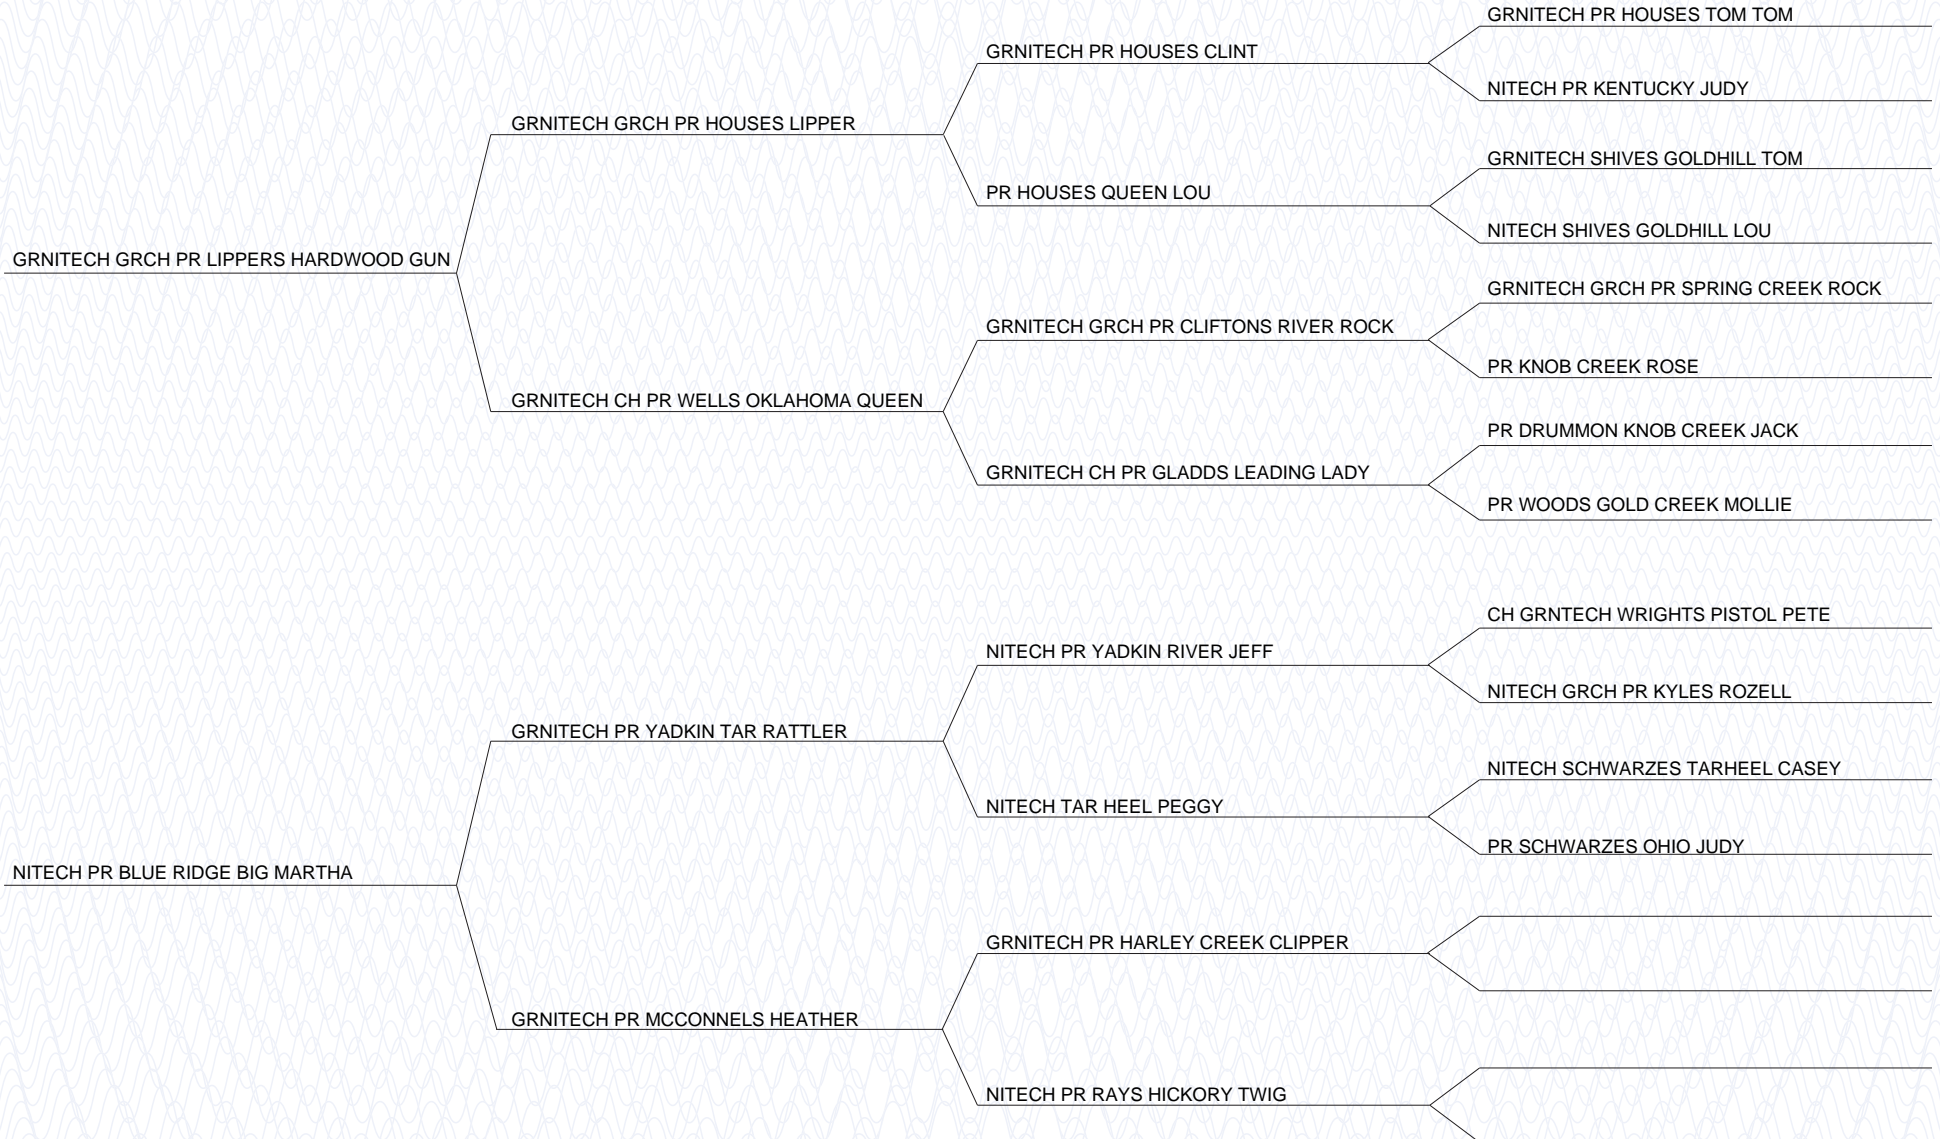 GRNITECH PR HOUSES TOM TOM
GRNITECH PR HOUSES CLINT
NITECH PR KENTUCKY JUDY
GRNITECH GRCH PR HOUSES LIPPER
GRNITECH SHIVES GOLDHILL TOM
PR HOUSES QUEEN LOU
NITECH SHIVES GOLDHILL LOU
GRNITECH GRCH PR LIPPERS HARDWOOD GUN
GRNITECH GRCH PR SPRING CREEK ROCK
GRNITECH GRCH PR CLIFTONS RIVER ROCK
PR KNOB CREEK ROSE
GRNITECH CH PR WELLS OKLAHOMA QUEEN
PR DRUMMON KNOB CREEK JACK
GRNITECH CH PR GLADDS LEADING LADY
PR WOODS GOLD CREEK MOLLIE
CH GRNTECH WRIGHTS PISTOL PETE
NITECH PR YADKIN RIVER JEFF
NITECH GRCH PR KYLES ROZELL
GRNITECH PR YADKIN TAR RATTLER
NITECH SCHWARZES TARHEEL CASEY
NITECH TAR HEEL PEGGY
PR SCHWARZES OHIO JUDY
NITECH PR BLUE RIDGE BIG MARTHA
GRNITECH PR HARLEY CREEK CLIPPER
GRNITECH PR MCCONNELS HEATHER
NITECH PR RAYS HICKORY TWIG